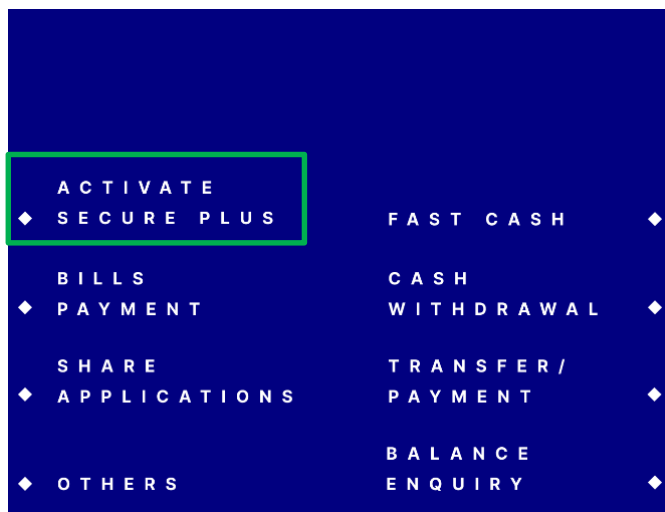 ACTIVATE
SECURE PLUS
FAST CASH
BILLS
PAYMENT
CASH
WITHDRAWAL
SHARE
APPLICATIONS
TRANSFER/
PAYMENT
OTHERS
BALANCE
ENQUIRY